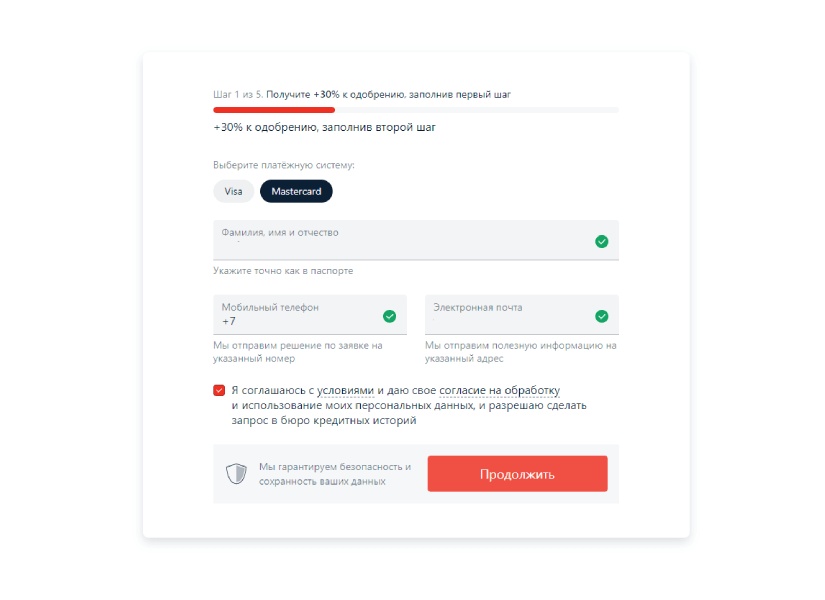 Шаг 1 из 5. Получите +30% к одобрению, заполнив первый шаг
+30% к одобрению, заполнив второй шаг
Выберите платёжную систему:
Visa Mastercard
Фамилия, имя и отчество
Укажите точно как в паспорте
Мобильный телефон
+7
Мы отправим решение по заявке на
указанный номер
Электронная почта
Мы отправим полезную информацию на
указанный адрес
Я соглашаюсь с условиями и даю свое согласие на обработку
и использование моих персональных данных, и разрешаю сделать
запрос в бюро кредитных историй
Мы гарантируем безопасность и
сохранность ваших данных
Продолжить